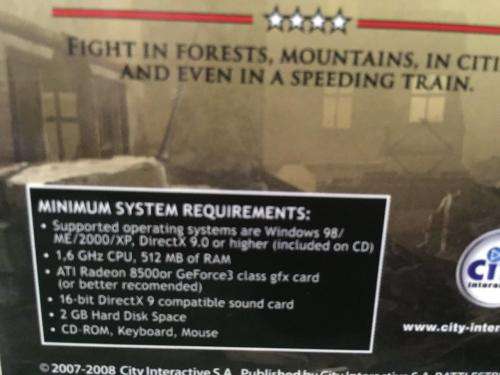 FIGHT IN FORESTS, MOUNTAINS, IN CITI
AND EVEN IN A SPEEDING TRAIN.
MINIMUM SYSTEM REQUIREMENTS:
• Supported operating systems are Windows 98/
ME/2000/XP, DirectX 9.0 or higher (included on CD)
• 1,6 GHz CPU, 512 MB of RAM
• ATI Radeon 8500or GeForce3 class gfx card
(or better recomended)
• 16-bit DirectX 9 compatible sound card
• 2 GB Hard Disk Space
• CD-ROM, Keyboard, Mouse
Ci
intera
www.city-inter
©2007-2008 City Interactive S.A. Published by City Interactive S.A. BATTLESTR